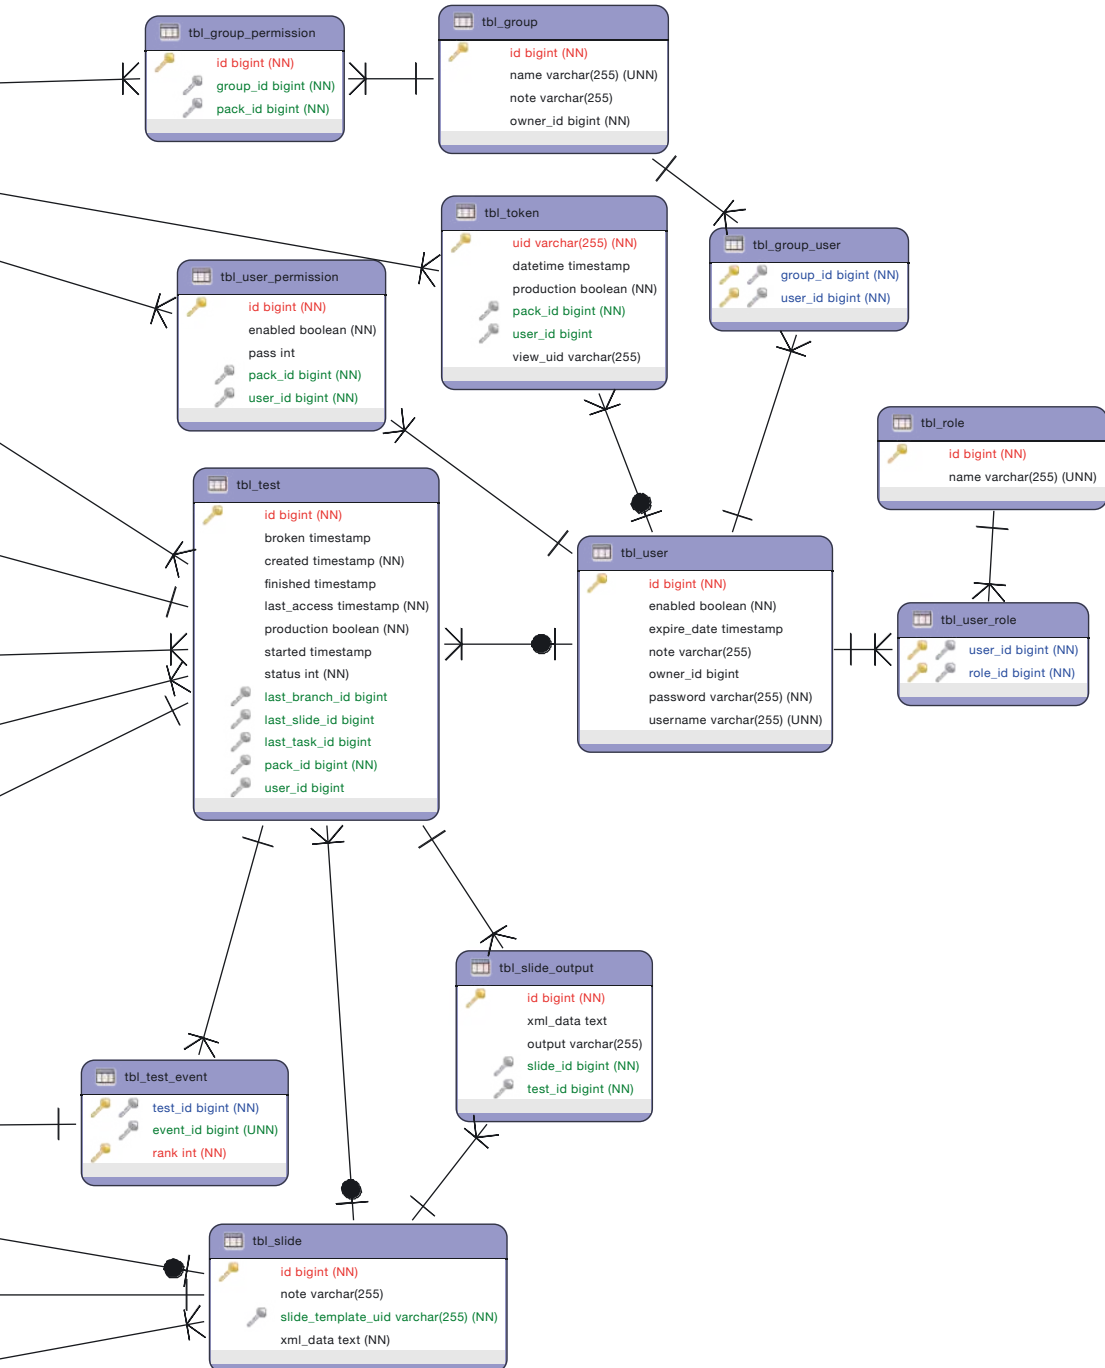 tbl_group_permission
id bigint (NN)
group_id bigint (NN)
pack_id bigint (NN)
tbl_group
id bigint (NN)
name varchar(255) (UNN)
note varchar(255)
owner_id bigint (NN)
tbl_token
uid varchar(255) (NN)
datetime timestamp
production boolean (NN)
pack_id bigint (NN)
user_id bigint
view_uid varchar(255)
tbl_group_user
group_id bigint (NN)
user_id bigint (NN)
tbl_user_permission
id bigint (NN)
enabled boolean (NN)
pass int
pack_id bigint (NN)
user_id bigint (NN)
tbl_role
id bigint (NN)
name varchar(255) (UNN)
tbl_test
id bigint (NN)
broken timestamp
created timestamp (NN)
finished timestamp
last_access timestamp (NN)
production boolean (NN)
started timestamp
status int (NN)
last_branch_id bigint
last_slide_id bigint
last_task_id bigint
pack_id bigint (NN)
user_id bigint
tbl_user
id bigint (NN)
enabled boolean (NN)
expire_date timestamp
note varchar(255)
owner_id bigint
password varchar(255) (NN)
username varchar(255) (UNN)
tbl_user_role
user_id bigint (NN)
role_id bigint (NN)
tbl_slide_output
id bigint (NN)
xml_data text
output varchar(255)
slide_id bigint (NN)
test_id bigint (NN)
tbl_test_event
test_id bigint (NN)
event_id bigint (UNN)
rank int (NN)
tbl_slide
id bigint (NN)
note varchar(255)
slide_template_uid varchar(255) (NN)
xml_data text (NN)